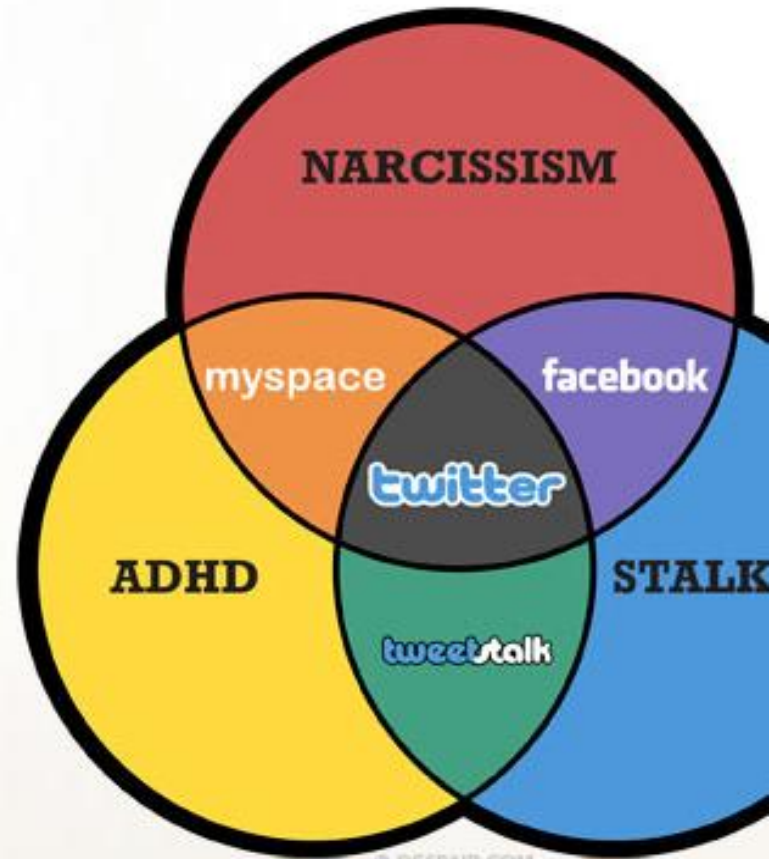 NARCISSISM
myspace
facebook
twitter
ADHD
STALK
tweetstalk